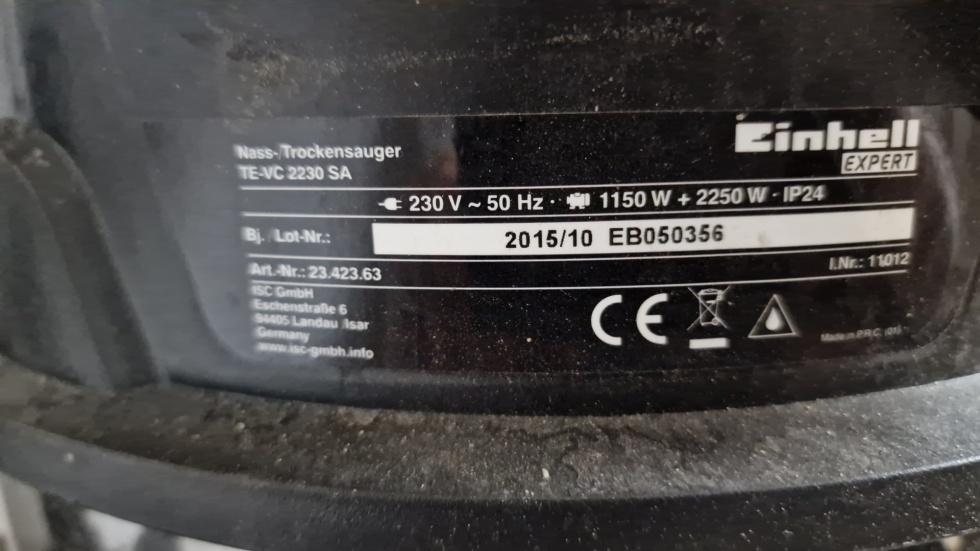 Einhell
EXPERT
Nass-/Trockensauger
TE-VC 2230 SA
230 V ~ 50 Hz · 1150 W + 2250 W · IP24
Bj. / Lot-Nr.: 2015/10 EB050356
Art.-Nr.: 23.423.63 I.Nr.: 11012
ISC GmbH
Eschenstraße 6
94405 Landau /Isar
Germany
www.isc-gmbh.info
CE
Made in P.R.C.